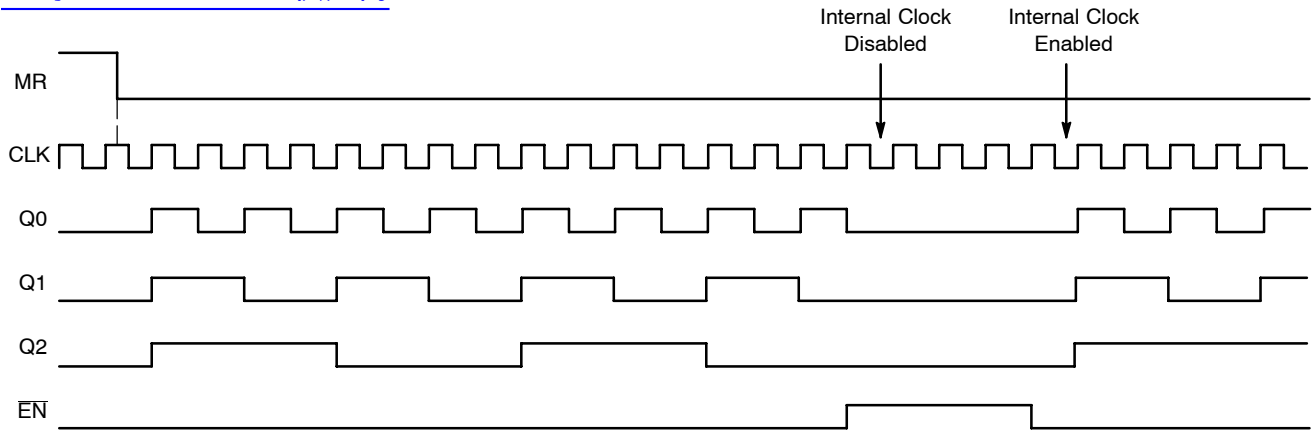 Internal Clock
Disabled
Internal Clock
Enabled
MR
CLK
Q0
Q1
Q2
EN